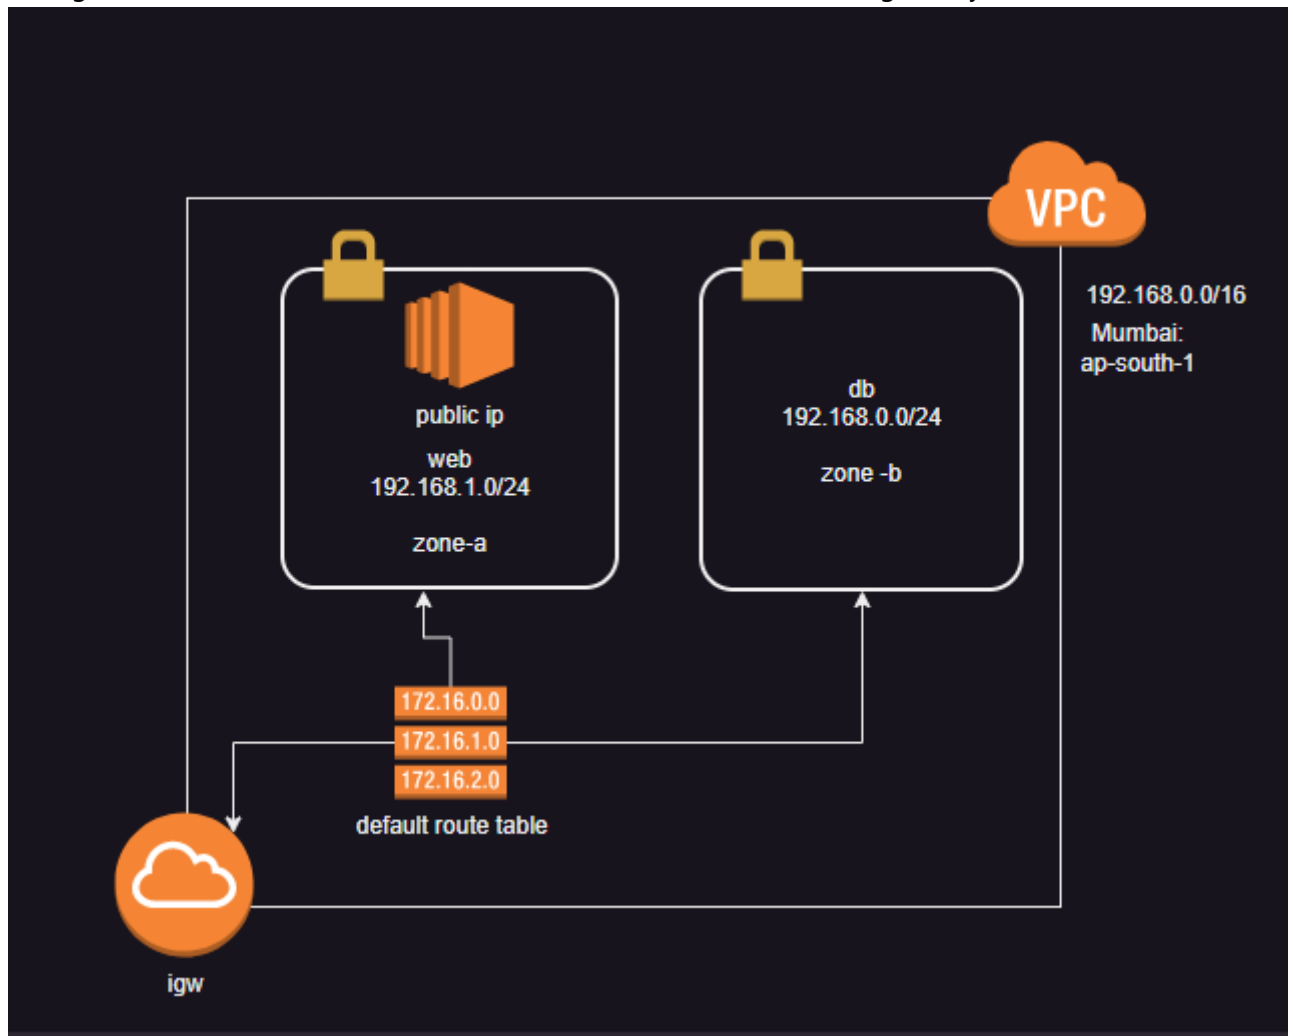 VPC
192.168.0.0/16
Mumbai:
ap-south-1
public ip
web
192.168.1.0/24
zone-a
db
192.168.0.0/24
zone -b
172.16.0.0
172.16.1.0
172.16.2.0
default route table
igw